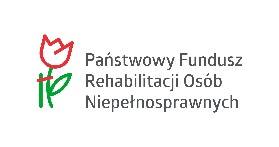 Państwowy Fundusz
Rehabilitacji Osób
Niepełnosprawnych